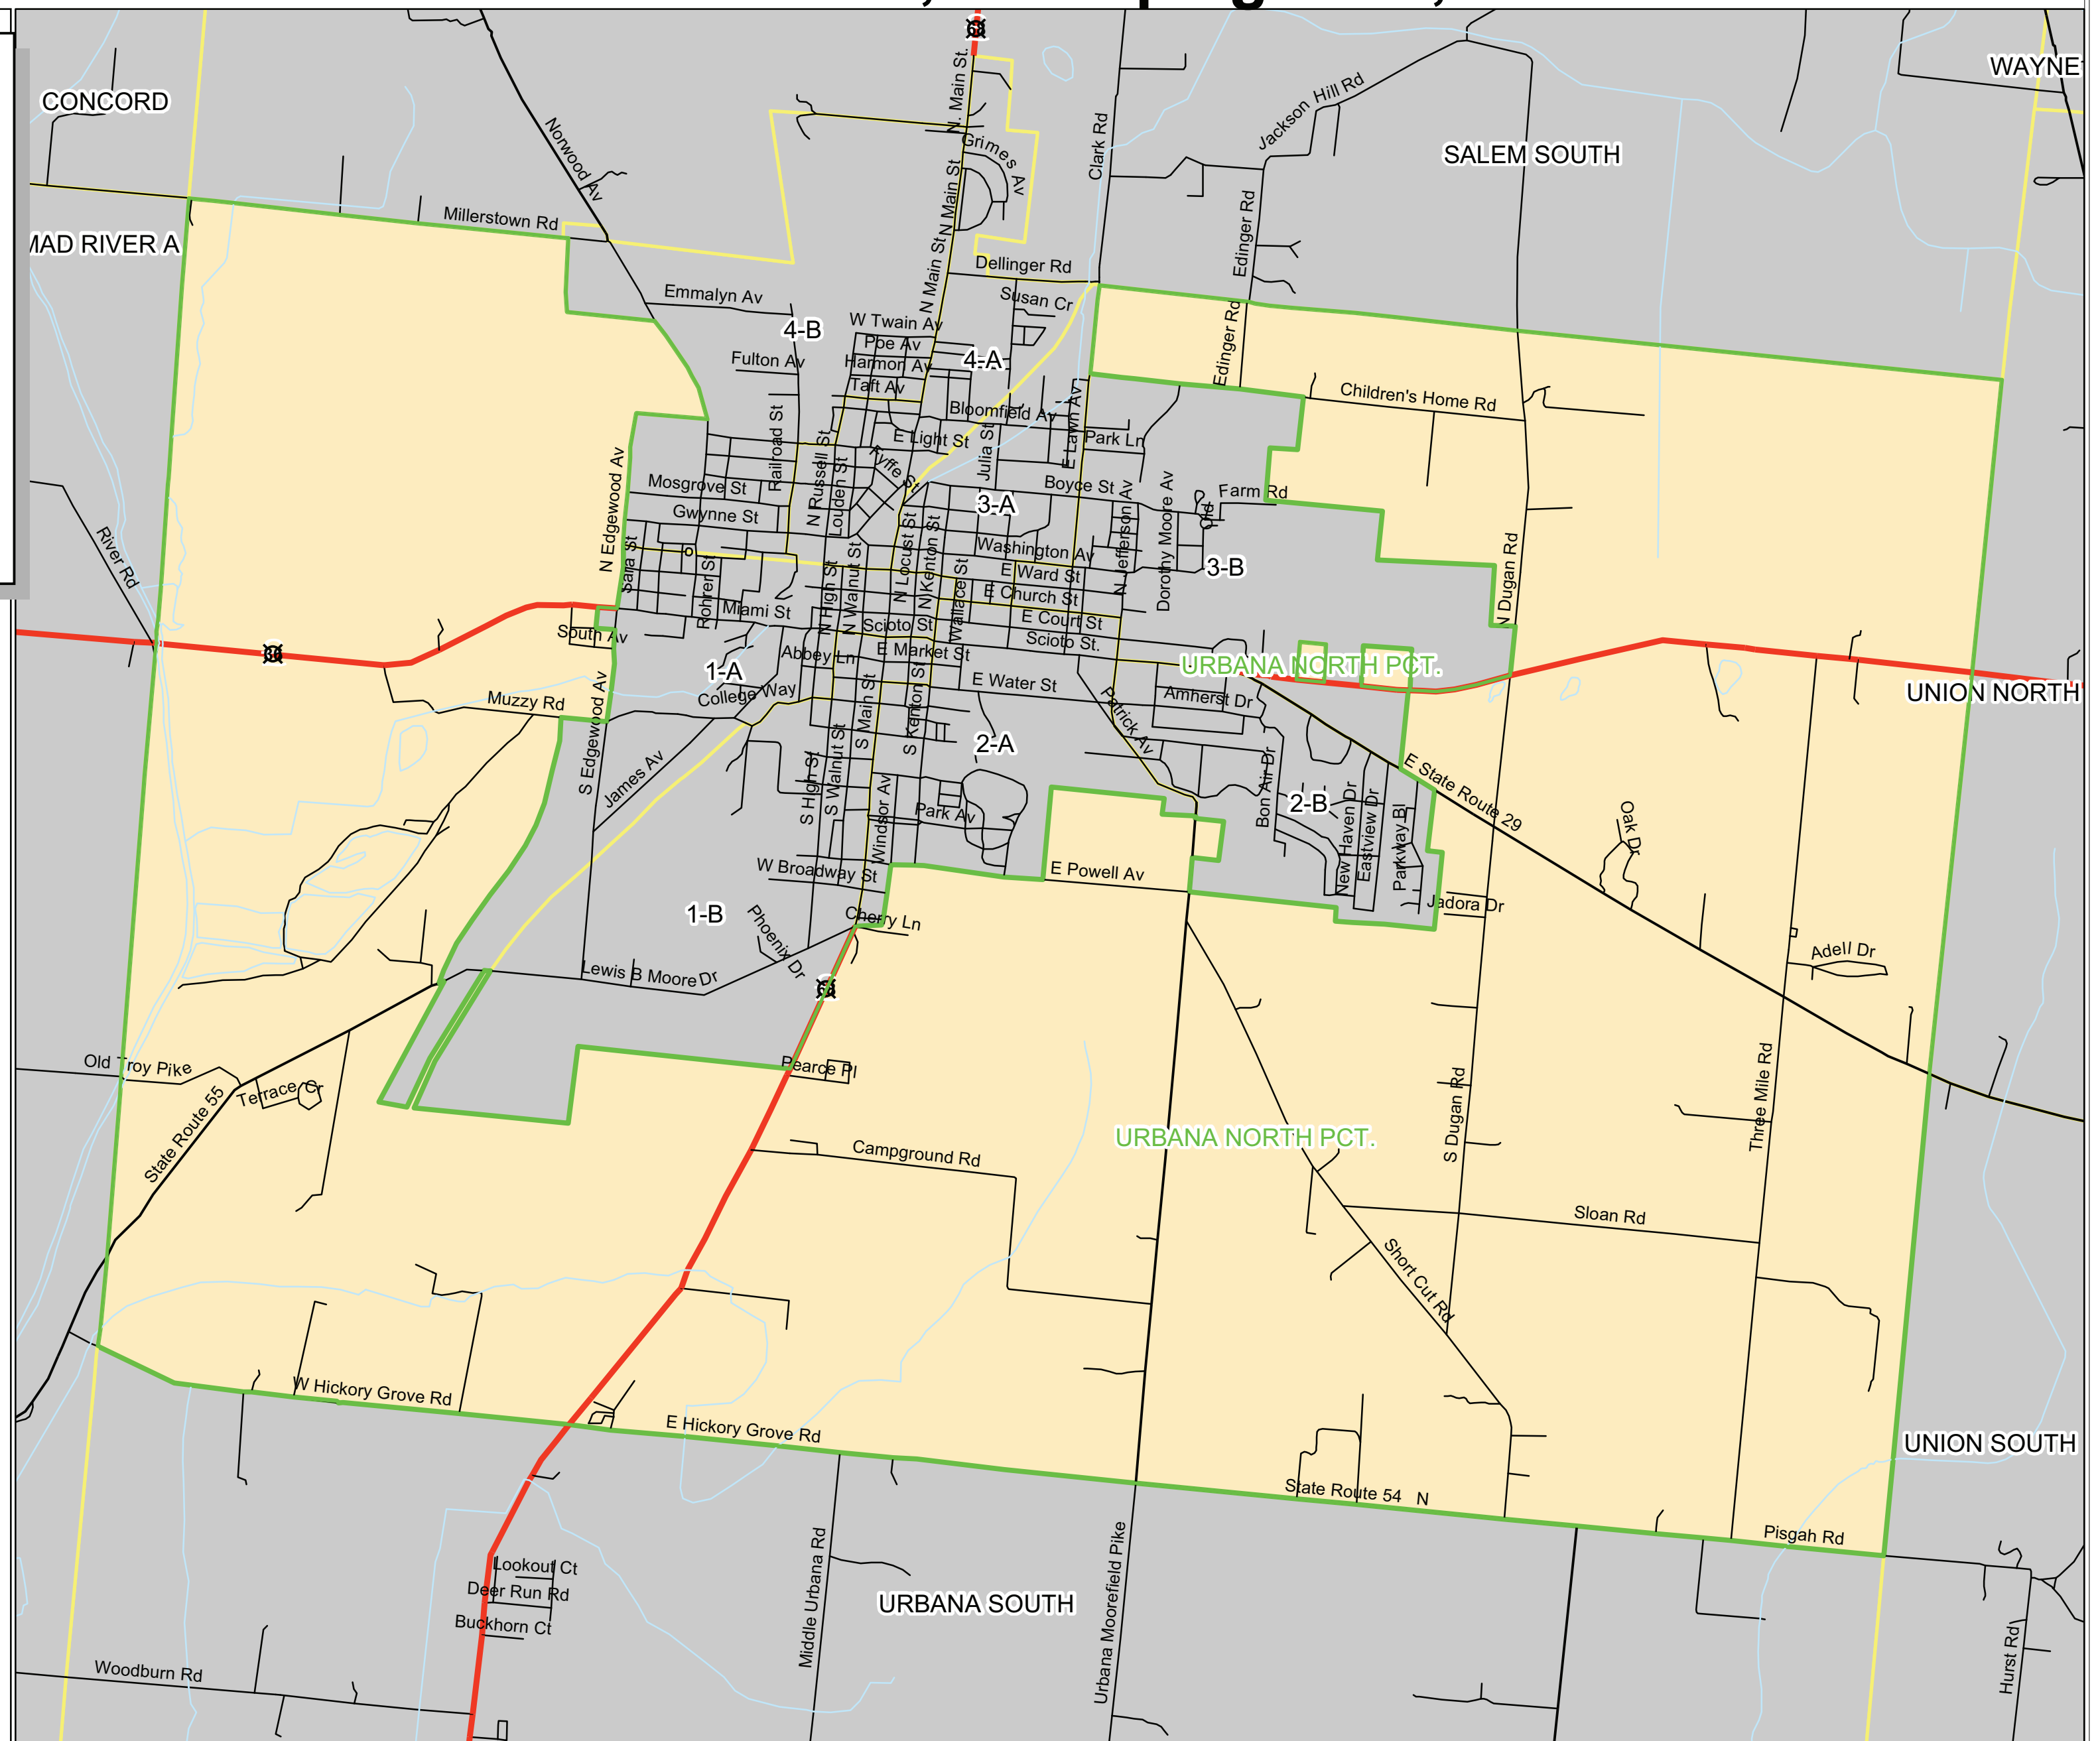 CONCORD
WAYNE
N. Main St.
Norwood Av
Grimes Av
Clark Rd
Jackson Hill Rd
SALEM SOUTH
N Main St
N Main St
Millerstown Rd
MAD RIVER A
Edinger Rd
Dellinger Rd
Emmalyn Av
Susan Cr
4-B
W Twain Av
Poe Av
4-A
Edinger Rd
Fulton Av
Harmon Av
Taft Av
Children's Home Rd
Bloomfield Av
Railroad St
E Light St
Julia St
E Lawn Av
Park Ln
N Edgewood Av
N Russell St
Louden St
Fyffe St
Mosgrove St
Boyce St
Farm Rd
Old
3-A
Gwynne St
N Jefferson Av
Dorothy Moore Av
River Rd
N Locust St
N Kenton St
Washington Av
N Dugan Rd
Sara St
Rohrer St
N High St
N Walnut St
Wallace St
E Ward St
3-B
E Church St
Miami St
E Court St
Scioto St
Scioto St.
South Av
36
Abbey Ln
E Market St
URBANA NORTH PCT.
1-A
College Way
E Water St
Amherst Dr
UNION NORTH
Muzzy Rd
S Edgewood Av
S Main St
S Kenton St
Patrick Av
2-A
James Av
S High St
S Walnut St
Windsor Av
Park Av
Bon Air Dr
2-B
New Haven Dr
Eastview Dr
Parkway Bl
E State Route 29
Oak Dr
W Broadway St
E Powell Av
1-B
Phoenix Dr
Cherry Ln
Jadora Dr
Adell Dr
Lewis B Moore Dr
68
Old Troy Pike
Terrace Cr
Pearce Pl
State Route 55
S Dugan Rd
Three Mile Rd
URBANA NORTH PCT.
Campground Rd
Sloan Rd
Short Cut Rd
W Hickory Grove Rd
E Hickory Grove Rd
UNION SOUTH
State Route 54 N
Pisgah Rd
Lookout Ct
Deer Run Rd
Buckhorn Ct
Middle Urbana Rd
URBANA SOUTH
Urbana Moorefield Pike
Hurst Rd
Woodburn Rd